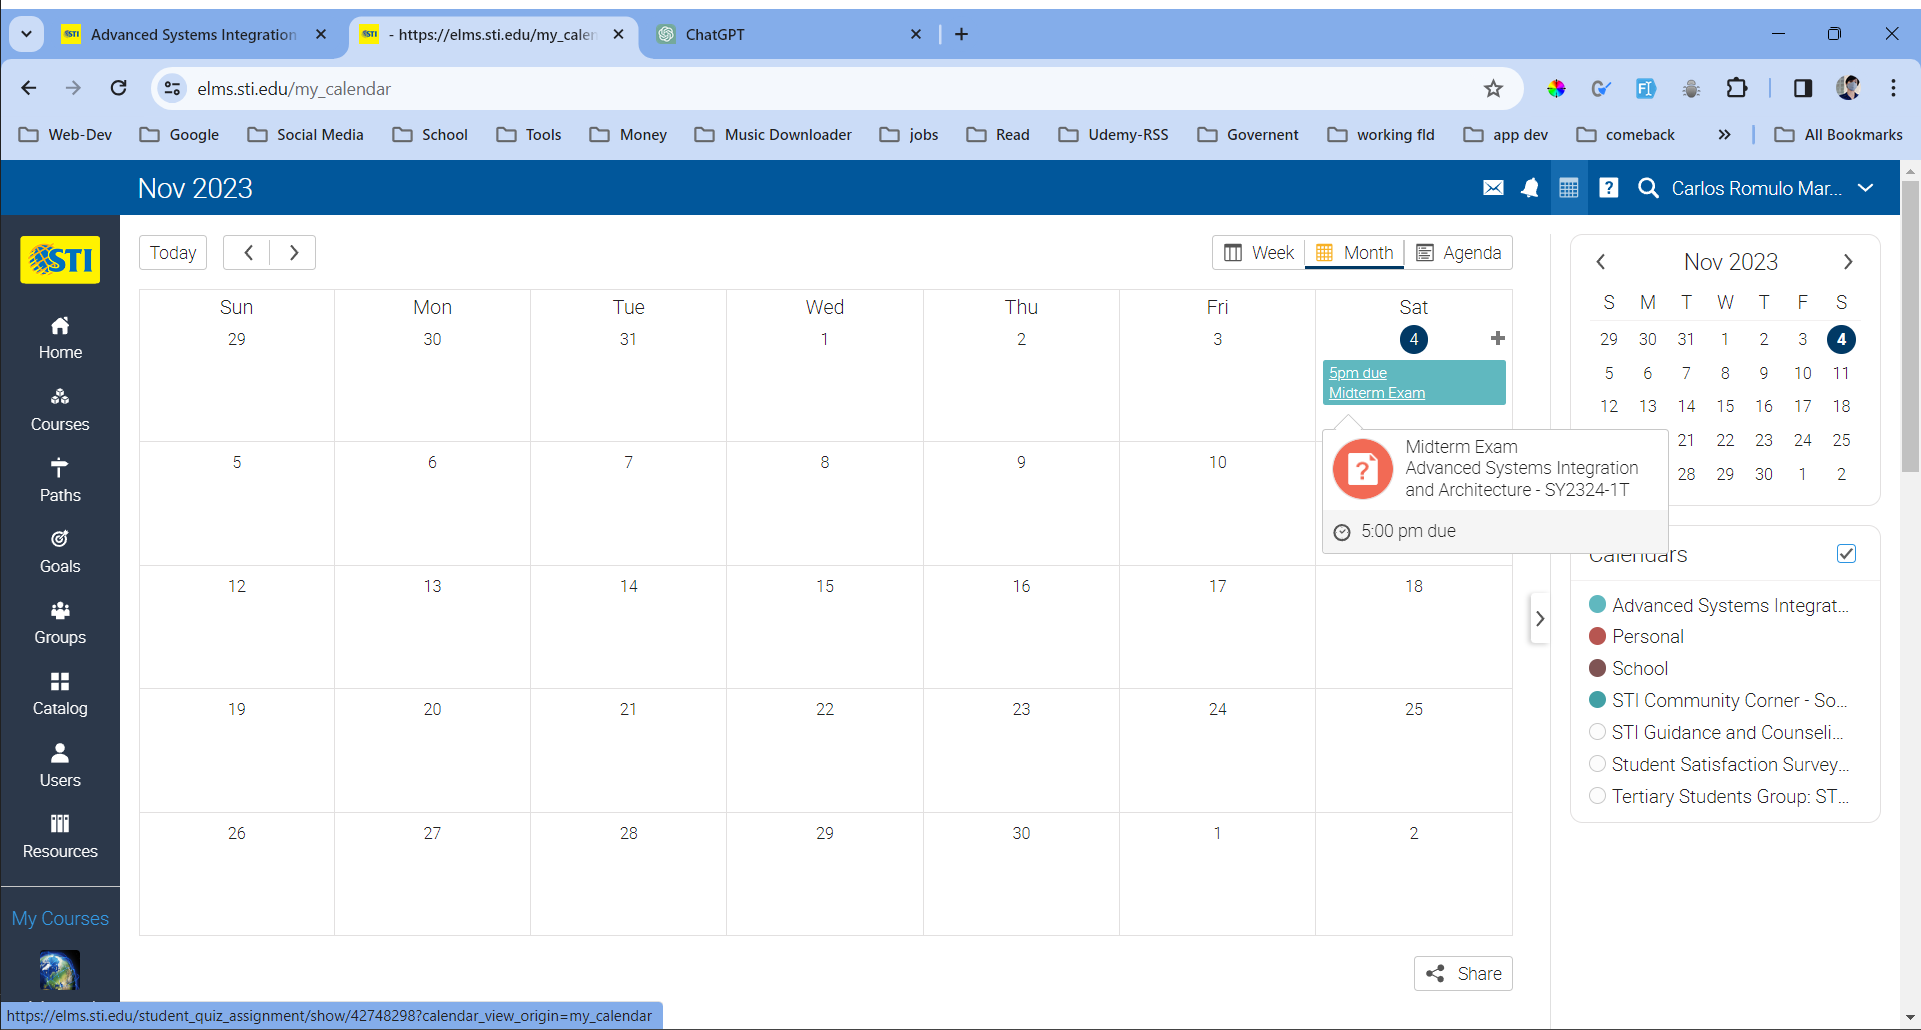 Advanced Systems Integration
- https://elms.sti.edu/my_calen
ChatGPT
elms.sti.edu/my_calendar
Web-Dev
Google
Social Media
School
Tools
Money
Music Downloader
jobs
Read
Udemy-RSS
Governent
working fld
app dev
comeback
All Bookmarks
Nov 2023
Carlos Romulo Mar...
STI
Home
Courses
Paths
Goals
Groups
Catalog
Users
Resources
My Courses
Today
Week
Month
Agenda
Sun Mon Tue Wed Thu Fri Sat
29 30 31 1 2 3 4
5pm due
Midterm Exam
5 6 7 8 9 10
12 13 14 15 16 17 18
19 20 21 22 23 24 25
26 27 28 29 30 1 2
Midterm Exam
Advanced Systems Integration
and Architecture - SY2324-1T
5:00 pm due
Share
Nov 2023
S M T W T F S
29 30 31 1 2 3 4
5 6 7 8 9 10 11
12 13 14 15 16 17 18
21 22 23 24 25
28 29 30 1 2
Calendars
Advanced Systems Integrat...
Personal
School
STI Community Corner - So...
STI Guidance and Counseli...
Student Satisfaction Survey...
Tertiary Students Group: ST...
https://elms.sti.edu/student_quiz_assignment/show/42748298?calendar_view_origin=my_calendar